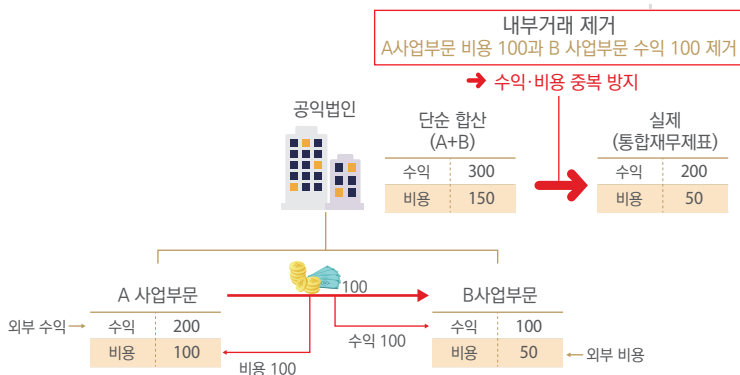 내부거래 제거
A사업부문 비용 100과 B 사업부문 수익 100 제거
수익·비용 중복 방지
공익법인
단순 합산
(A+B)
수익 300
비용 150
실제
(통합재무제표)
수익 200
비용 50
100
A 사업부문
외부 수익
수익 200
비용 100
비용 100
수익 100
B사업부문
수익 100
비용 50
외부 비용